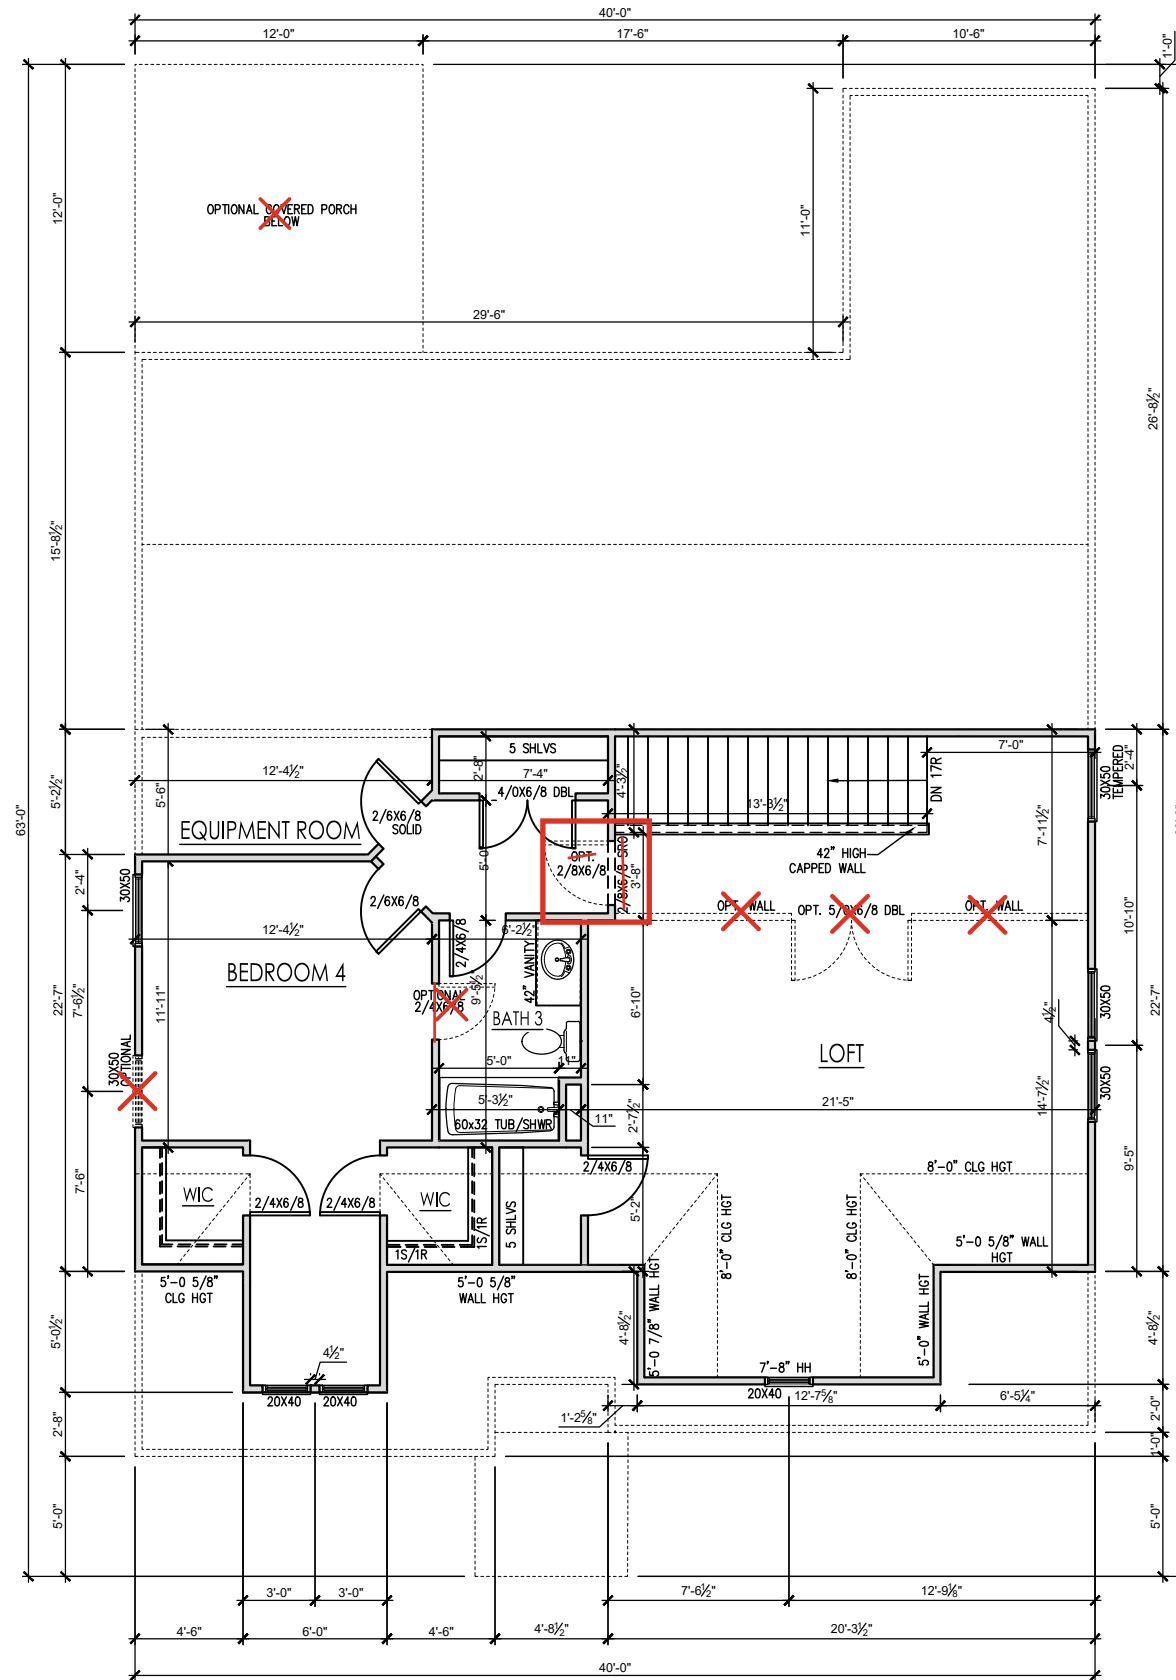 40'-0"
12'-0"
17'-6"
10'-6"
1'-0"
12'-0"
OPTIONAL COVERED PORCH
BELOW
11'-0"
29'-6"
26'-8½"
15'-8½"
63'-0"
5 SHLVS
7'-0"
2'-4"
12'-4½"
2'-8"
7'-4"
4'-3½"
30X50
TEMPERED
5'-2½"
5'-6"
4/0X6/8 DBL
13'-8½"
DN 17R
2/6X6/8
SOLID
EQUIPMENT ROOM
7'-11½"
42" HIGH
CAPPED WALL
5'-0"
OPT.
2/8X6/8
2/8X6/8 SRO
3'-8"
2'-4"
30X50
2/6X6/8
OPT. WALL
OPT. 5/0X6/8 DBL
OPT. WALL
10'-10"
12'-4½"
2/4X6/8
6'-2½"
42" VANITY
BEDROOM 4
22'-7"
7'-6½"
11'-11"
OPTIONAL
2/4X6/8
9'-5½"
BATH 3
6'-10"
4½"
30X50
22'-7"
LOFT
30X50
OPTIONAL
5'-0"
11"
30X50
5'-3½"
11"
21'-5"
14'-7½"
60x32 TUB/SHWR
2'-7½"
2/4X6/8
8'-0" CLG HGT
9'-5"
7'-6"
WIC
2/4X6/8
2/4X6/8
WIC
5 SHLVS
5'-2"
1S/1R
1S/1R
8'-0" CLG HGT
8'-0" CLG HGT
5'-0 5/8" WALL
HGT
5'-0 5/8"
CLG HGT
5'-0 5/8"
WALL HGT
5'-0 7/8" WALL HGT
5'-0" WALL HGT
5'-0½"
4'-8½"
4'-8½"
4½"
7'-8" HH
20X40
20X40
20X40
12'-7⅝"
6'-5¼"
1'-2⅝"
2'-8"
2'-0"
1'-0"
5'-0"
5'-0"
3'-0"
3'-0"
7'-6½"
12'-9⅛"
4'-6"
6'-0"
4'-6"
4'-8½"
20'-3½"
40'-0"